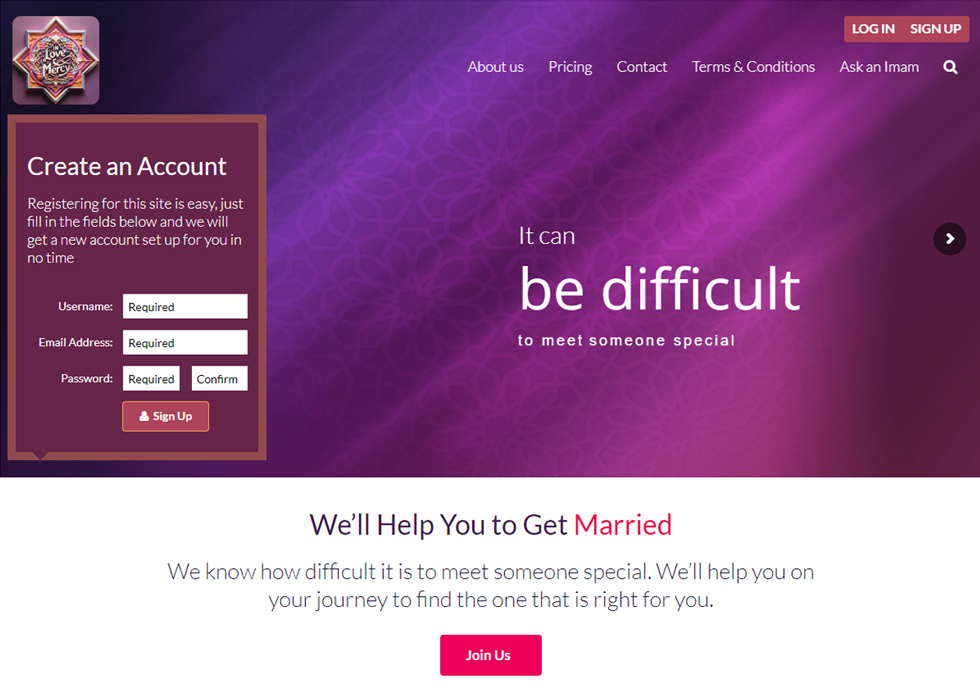 LOG IN SIGN UP
In
Love
&
Mercy
About us Pricing Contact Terms & Conditions Ask an Imam
Create an Account
Registering for this site is easy, just
fill in the fields below and we will
get a new account set up for you in
no time
Username: Required
Email Address: Required
Password: Required Confirm
Sign Up
It can
be difficult
to meet someone special
We’ll Help You to Get Married
We know how difficult it is to meet someone special. We’ll help you on
your journey to find the one that is right for you.
Join Us